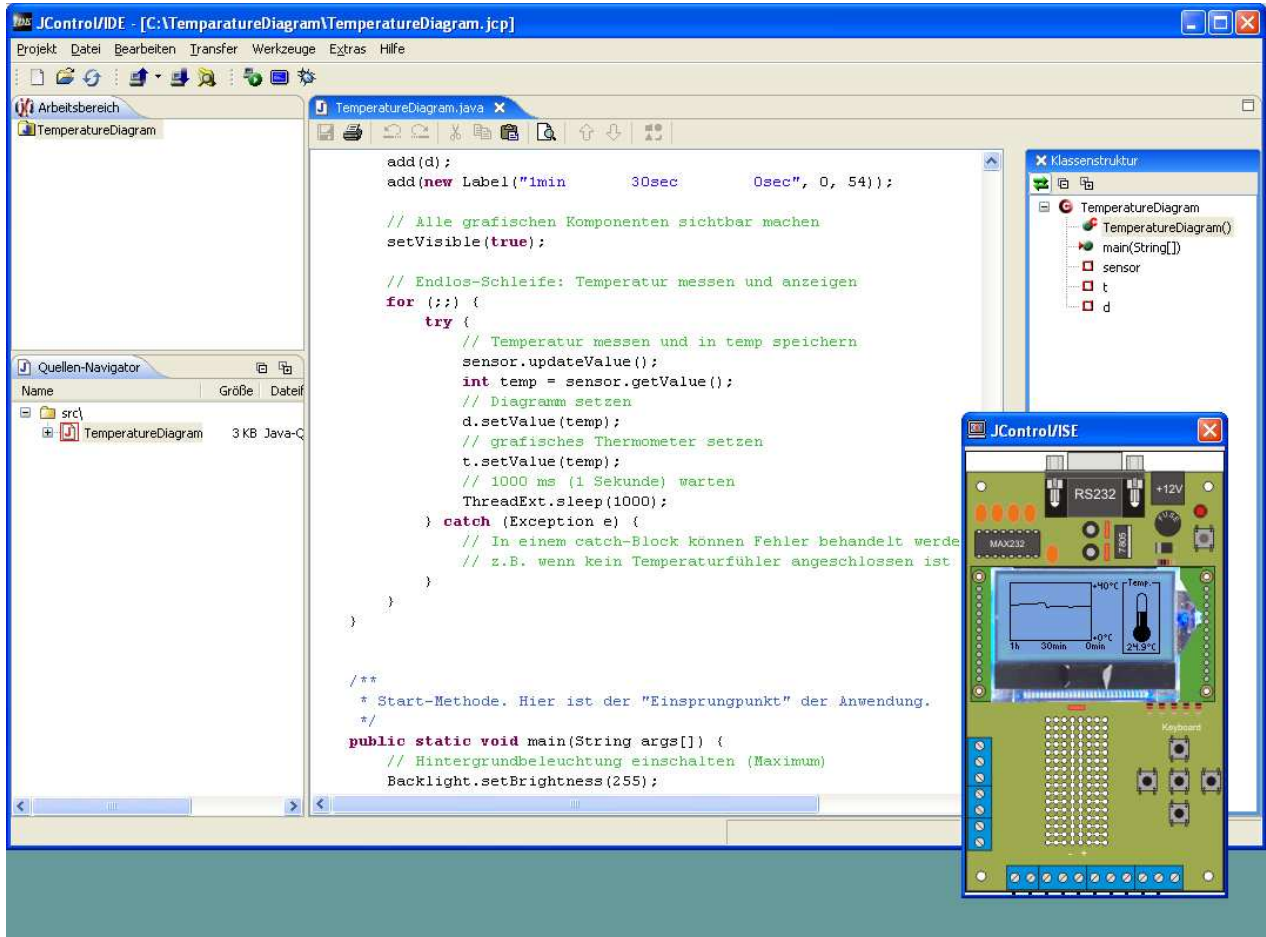 JControl/IDE - [C:\TemparatureDiagram\TemperatureDiagram.jcp]
Projekt Datei Bearbeiten Transfer Werkzeuge Extras Hilfe
Arbeitsbereich
TemperatureDiagram
Quellen-Navigator
Name Größe Dateif
src\
TemperatureDiagram 3 KB Java-Q
TemperatureDiagram.java
add(d);
add(new Label("1min 30sec 0sec", 0, 54));
// Alle grafischen Komponenten sichtbar machen
setVisible(true);
// Endlos-Schleife: Temperatur messen und anzeigen
for (;;) {
try {
// Temperatur messen und in temp speichern
sensor.updateValue();
int temp = sensor.getValue();
// Diagramm setzen
d.setValue(temp);
// grafisches Thermometer setzen
t.setValue(temp);
// 1000 ms (1 Sekunde) warten
ThreadExt.sleep(1000);
} catch (Exception e) {
// In einem catch-Block können Fehler behandelt werde
// z.B. wenn kein Temperaturfühler angeschlossen ist
}
}
}
/**
* Start-Methode. Hier ist der "Einsprungpunkt" der Anwendung.
*/
public static void main(String args[]) {
// Hintergrundbeleuchtung einschalten (Maximum)
Backlight.setBrightness(255);
Klassenstruktur
TemperatureDiagram
TemperatureDiagram()
main(String[])
sensor
t
d
JControl/ISE
RS232
+12V
MAX232
7805
+40°C
Temp.
+0°C
1h 30min 0min
24.9°C
Keyboard
- +